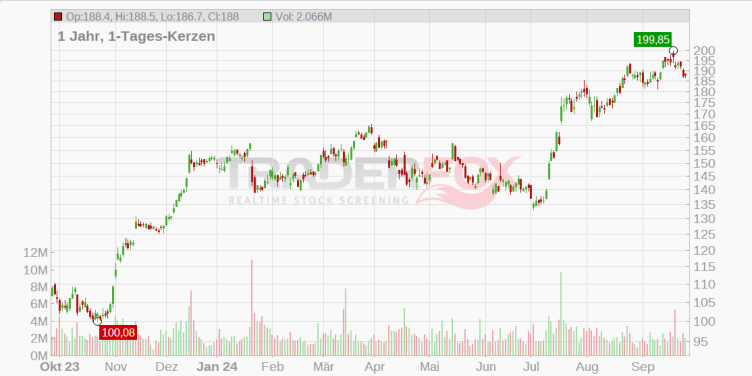 Op:188.4, Hi:188.5, Lo:186.7, Cl:188 Vol: 2.066M
1 Jahr, 1-Tages-Kerzen
199,85
200
195
190
185
180
175
170
165
160
155
150
145
140
135
130
125
120
115
110
105
100
95
TRADERFOX
REALTIME STOCK SCREENING
12M
10M
8M
6M
4M
2M
0M
100,08
Okt 23 Nov Dez Jan 24 Feb Mär Apr Mai Jun Jul Aug Sep